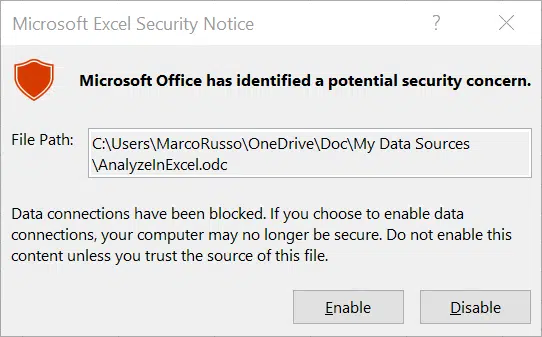 Microsoft Excel Security Notice
Microsoft Office has identified a potential security concern.
File Path:
C:\Users\MarcoRusso\OneDrive\Doc\My Data Sources
\AnalyzeInExcel.odc
Data connections have been blocked. If you choose to enable data
connections, your computer may no longer be secure. Do not enable this
content unless you trust the source of this file.
Enable
Disable